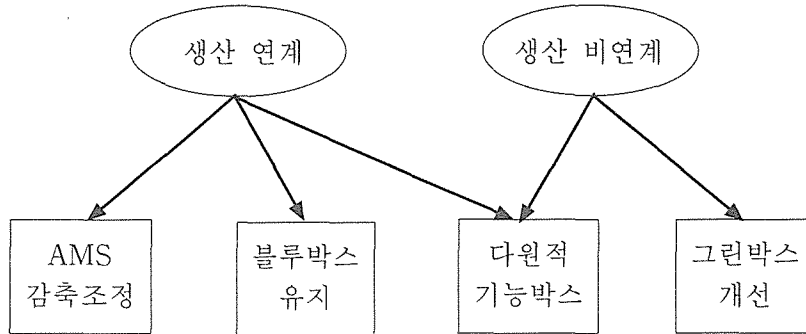 생산 연계
생산 비연계
AMS
감축조정
블루박스
유지
다원적
기능박스
그린박스
개선